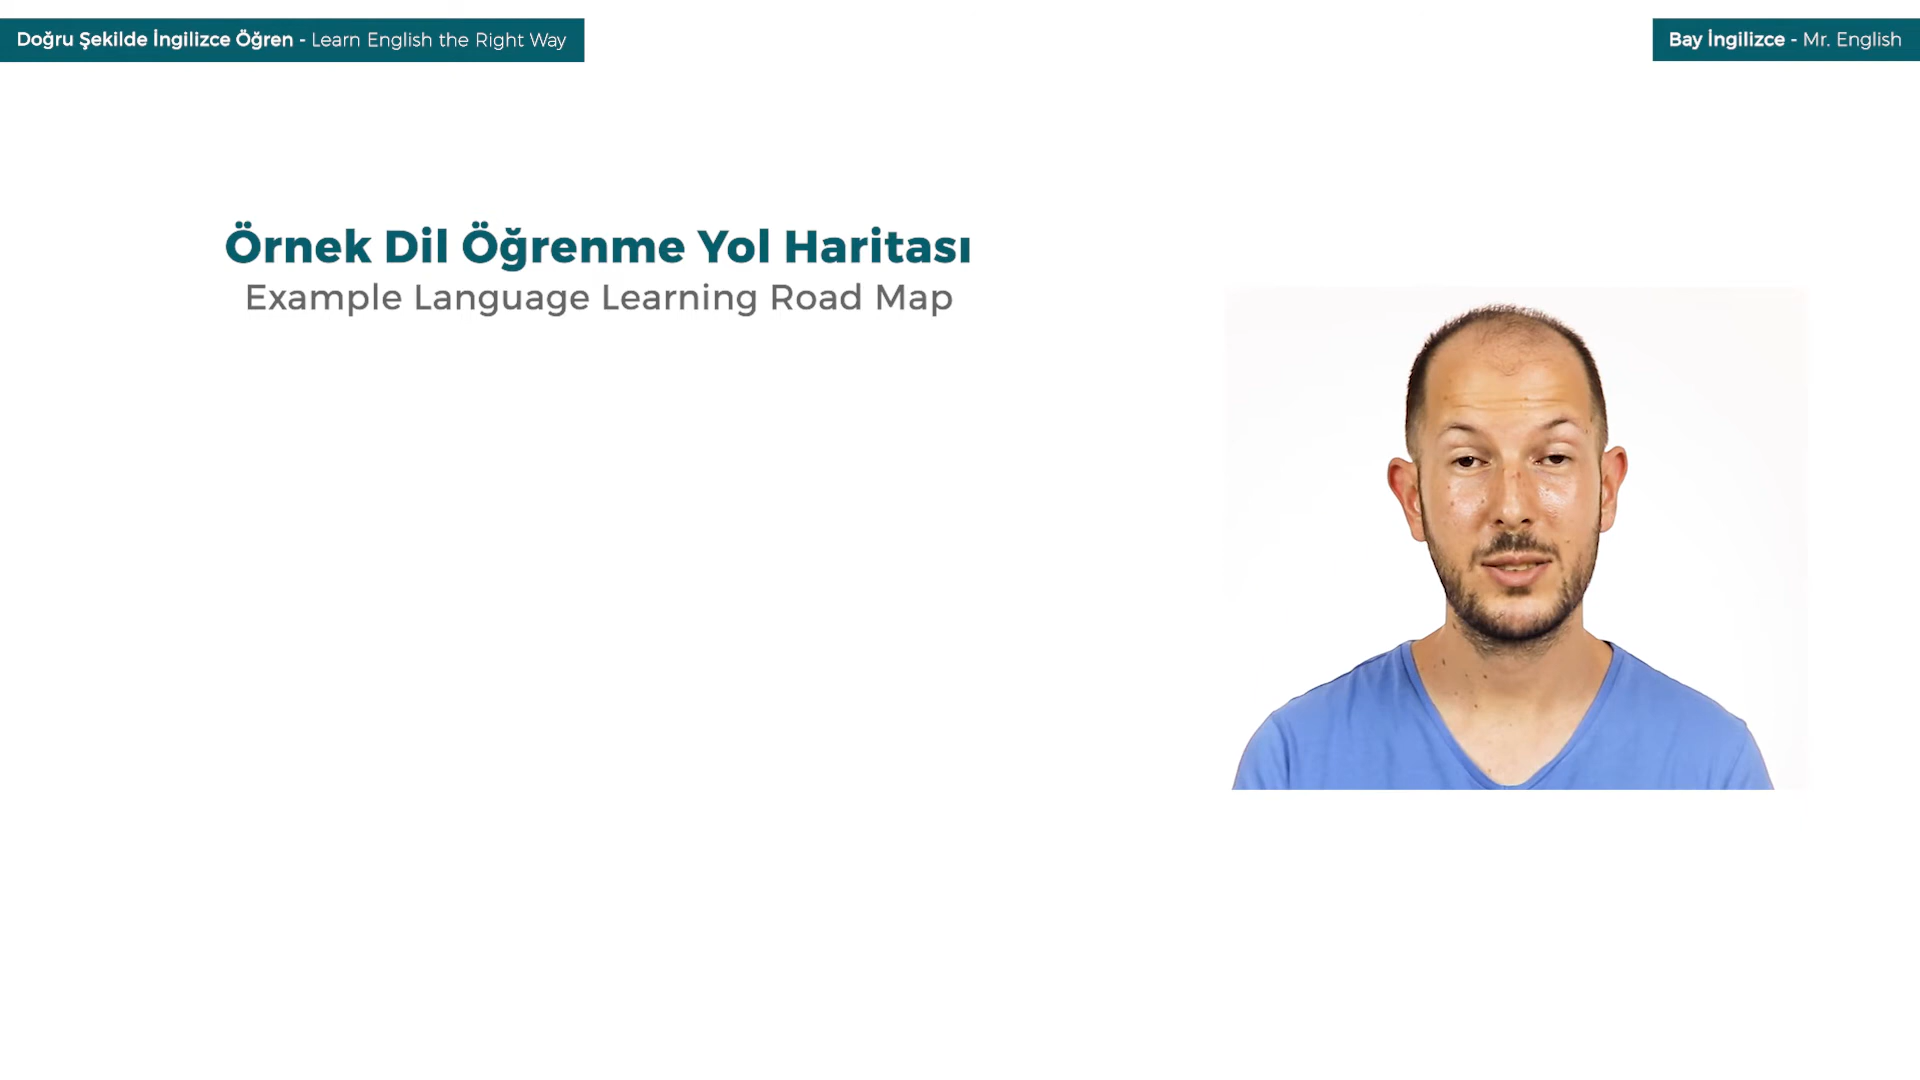 Doğru Şekilde İngilizce Öğren - Learn English the Right Way
Bay İngilizce - Mr. English
Örnek Dil Öğrenme Yol Haritası
Example Language Learning Road Map